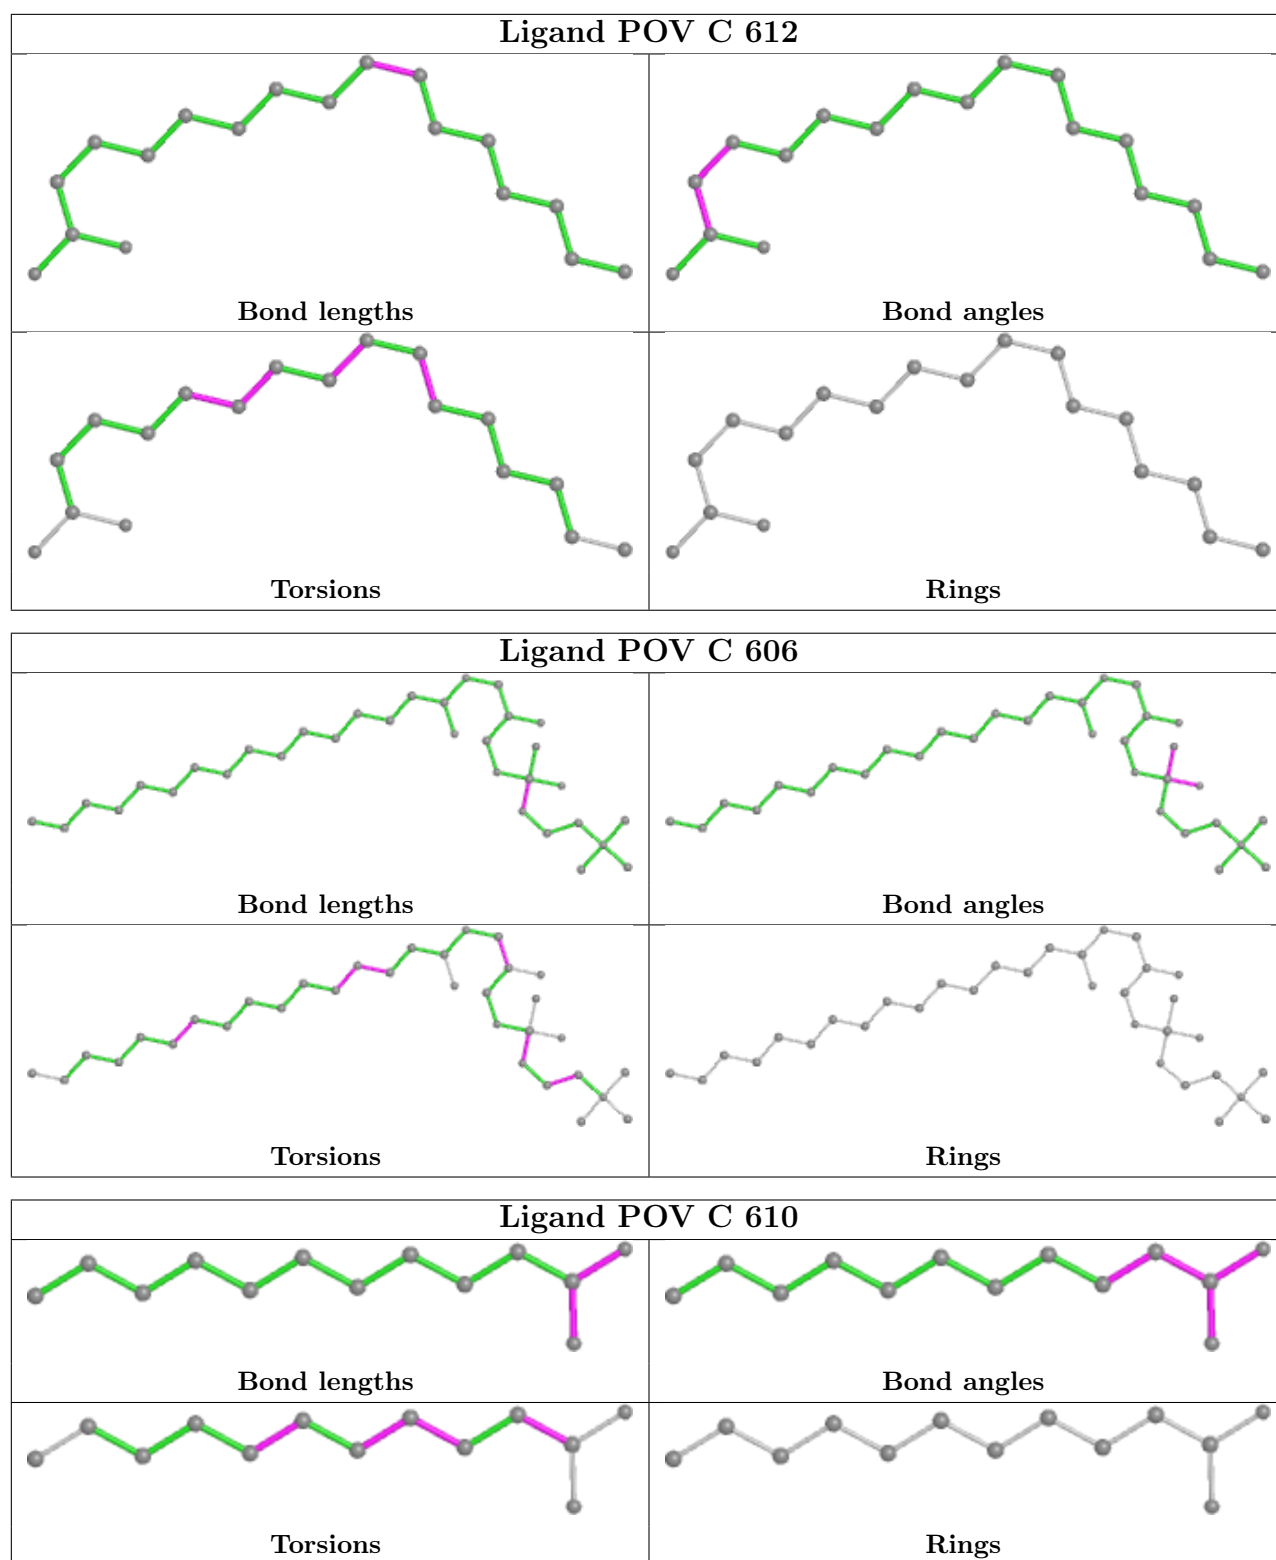 Ligand POV C 612
Bond lengths
Bond angles
Torsions
Rings
Ligand POV C 606
Bond lengths
Bond angles
Torsions
Rings
Ligand POV C 610
Bond lengths
Bond angles
Torsions
Rings